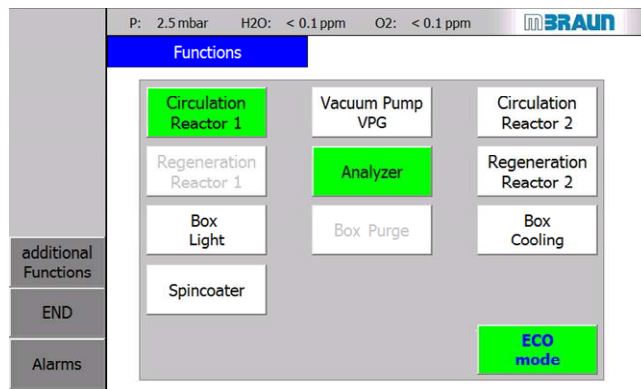 P: 2.5 mbar H2O: < 0.1 ppm O2: < 0.1 ppm mBRAUN
Functions
Circulation
Reactor 1
Vacuum Pump
VPG
Circulation
Reactor 2
Regeneration
Reactor 1
Analyzer
Regeneration
Reactor 2
Box
Light
Box Purge
Box
Cooling
Spincoater
ECO
mode
additional
Functions
END
Alarms